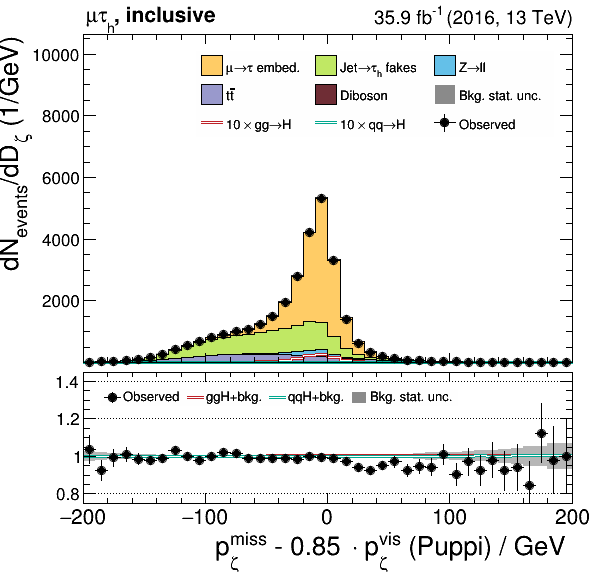 μτh, inclusive
35.9 fb-1 (2016, 13 TeV)
dNevents/dDζ (1/GeV)
10000
8000
6000
4000
2000
μ→τ embed.
Jet→τh fakes
Z→ll
tt̄
Diboson
Bkg. stat. unc.
10 × gg→H
10 × qq→H
Observed
1.4
1.2
1
0.8
Observed
ggH+bkg.
qqH+bkg.
Bkg. stat. unc.
−200
−100
0
100
200
pζmiss - 0.85 · pζvis (Puppi) / GeV